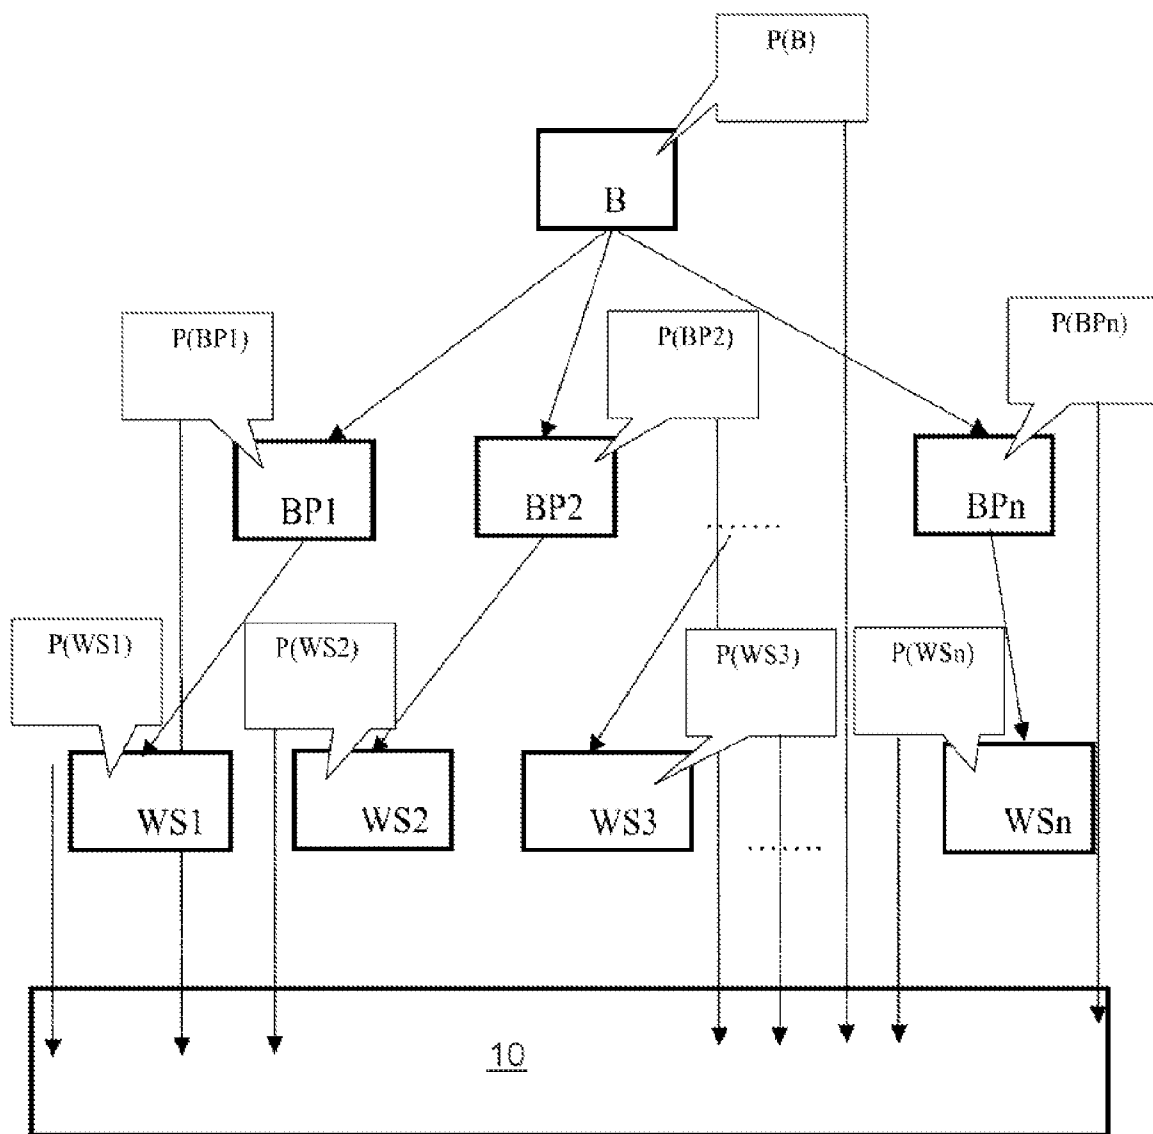 P(B)
B
P(BP1)
P(BP2)
P(BPn)
BP1
BP2
.......
BPn
P(WS1)
P(WS2)
P(WS3)
P(WSn)
WS1
WS2
WS3
.......
WSn
10